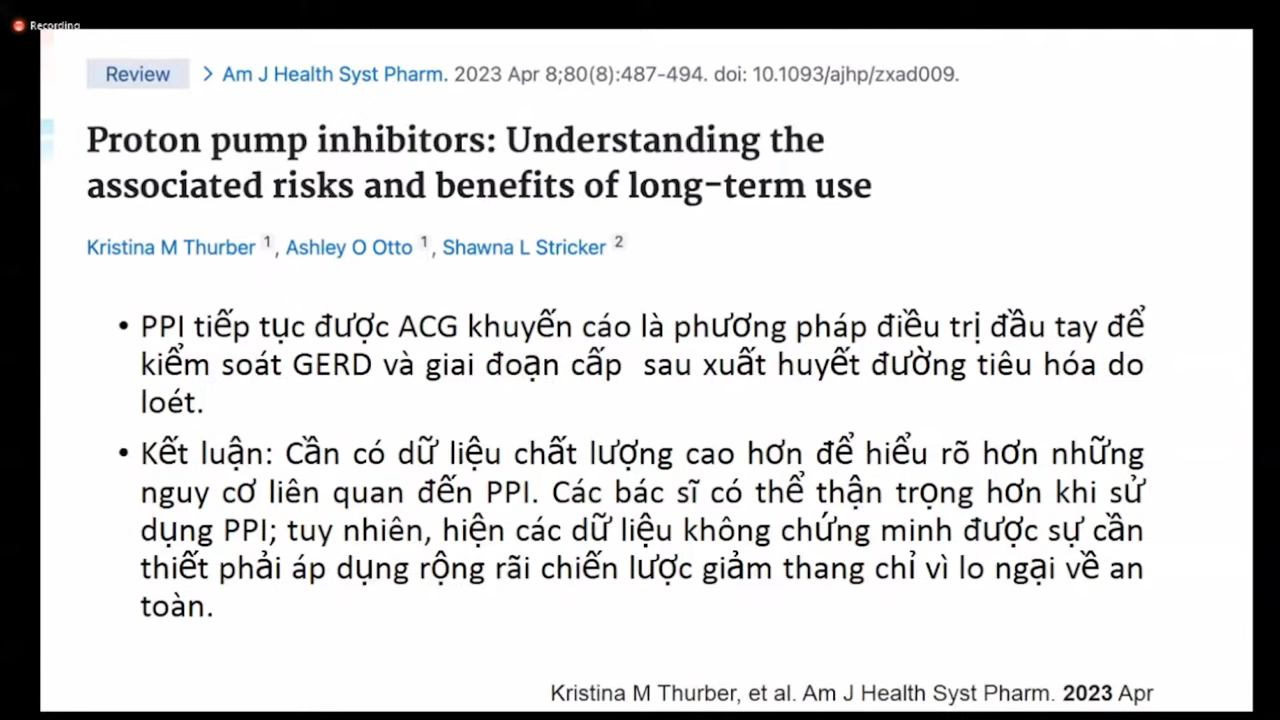 Recording
Review > Am J Health Syst Pharm. 2023 Apr 8;80(8):487-494. doi: 10.1093/ajhp/zxad009.
Proton pump inhibitors: Understanding the
associated risks and benefits of long-term use
Kristina M Thurber 1, Ashley O Otto 1, Shawna L Stricker 2
• PPI tiếp tục được ACG khuyến cáo là phương pháp điều trị đầu tay để
kiểm soát GERD và giai đoạn cấp sau xuất huyết đường tiêu hóa do
loét.
• Kết luận: Cần có dữ liệu chất lượng cao hơn để hiểu rõ hơn những
nguy cơ liên quan đến PPI. Các bác sĩ có thể thận trọng hơn khi sử
dụng PPI; tuy nhiên, hiện các dữ liệu không chứng minh được sự cần
thiết phải áp dụng rộng rãi chiến lược giảm thang chỉ vì lo ngại về an
toàn.
Kristina M Thurber, et al. Am J Health Syst Pharm. 2023 Apr